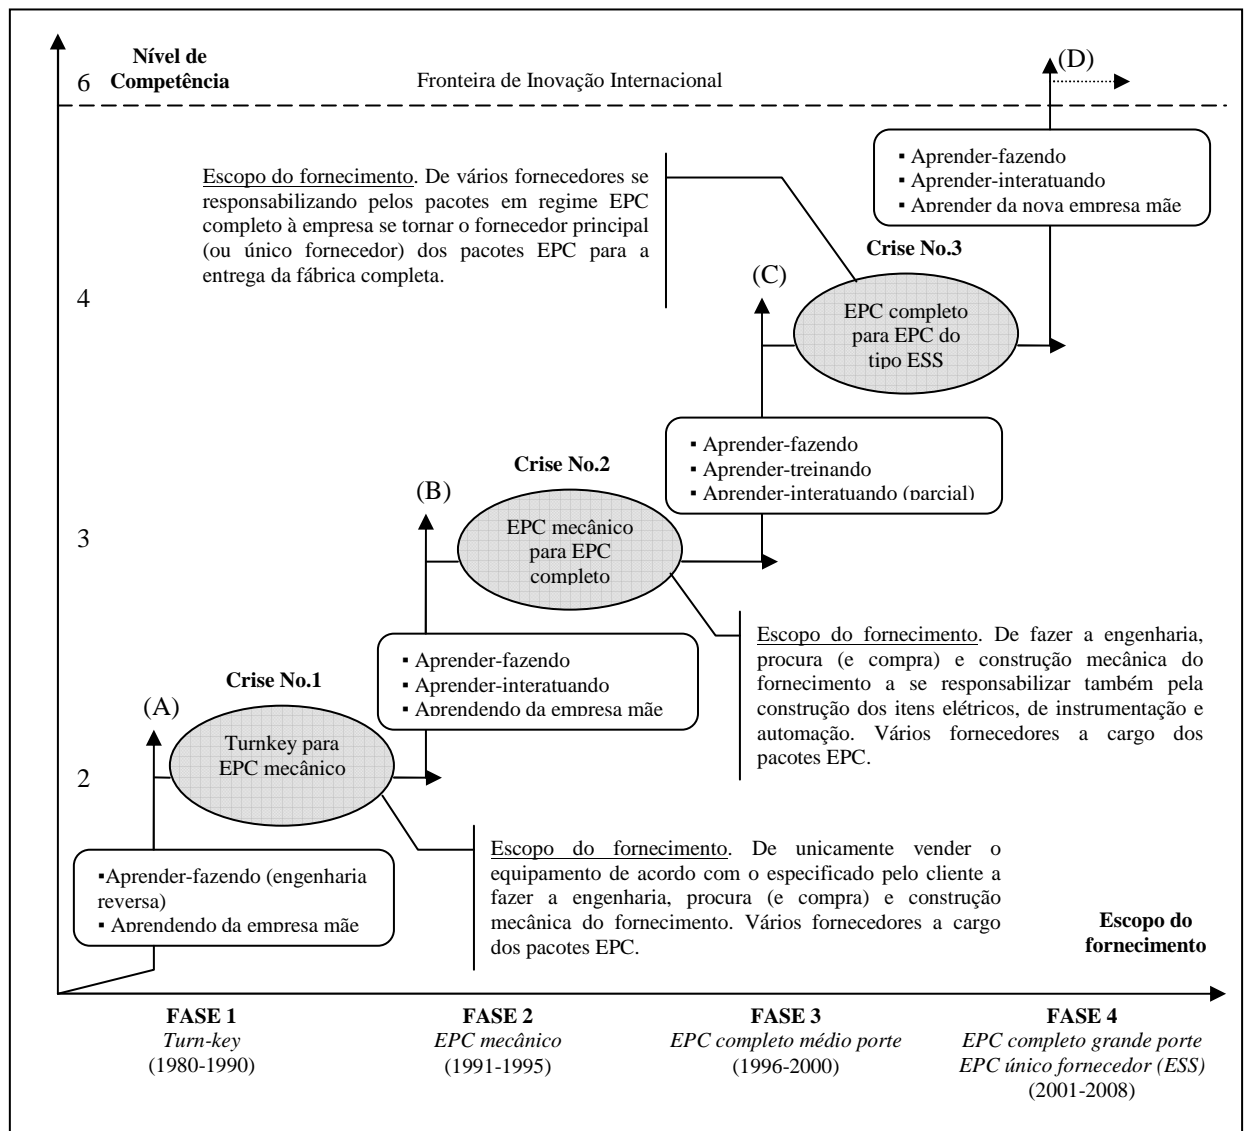 Nível de
Competência
6
Fronteira de Inovação Internacional
(D)
▪ Aprender-fazendo
▪ Aprender-interatuando
▪ Aprender da nova empresa mãe
Escopo do fornecimento. De vários fornecedores se
responsabilizando pelos pacotes em regime EPC
completo à empresa se tornar o fornecedor principal
(ou único fornecedor) dos pacotes EPC para a
entrega da fábrica completa.
Crise No.3
(C)
4
EPC completo
para EPC do
tipo ESS
▪ Aprender-fazendo
▪ Aprender-treinando
▪ Aprender-interatuando (parcial)
Crise No.2
(B)
3
EPC mecânico
para EPC
completo
Escopo do fornecimento. De fazer a engenharia,
procura (e compra) e construção mecânica do
fornecimento a se responsabilizar também pela
construção dos itens elétricos, de instrumentação e
automação. Vários fornecedores a cargo dos
pacotes EPC.
▪ Aprender-fazendo
▪ Aprender-interatuando
▪ Aprendendo da empresa mãe
Crise No.1
(A)
2
Turnkey para
EPC mecânico
Escopo do fornecimento. De unicamente vender o
equipamento de acordo com o especificado pelo cliente a
fazer a engenharia, procura (e compra) e construção
mecânica do fornecimento. Vários fornecedores a cargo
dos pacotes EPC.
▪Aprender-fazendo (engenharia
reversa)
▪ Aprendendo da empresa mãe
Escopo do
fornecimento
FASE 1
Turn-key
(1980-1990)
FASE 2
EPC mecânico
(1991-1995)
FASE 3
EPC completo médio porte
(1996-2000)
FASE 4
EPC completo grande porte
EPC único fornecedor (ESS)
(2001-2008)